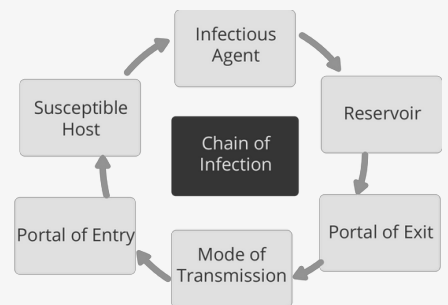 Infectious
Agent
Reservoir
Portal of Exit
Mode of
Transmission
Portal of Entry
Susceptible
Host
Chain of
Infection